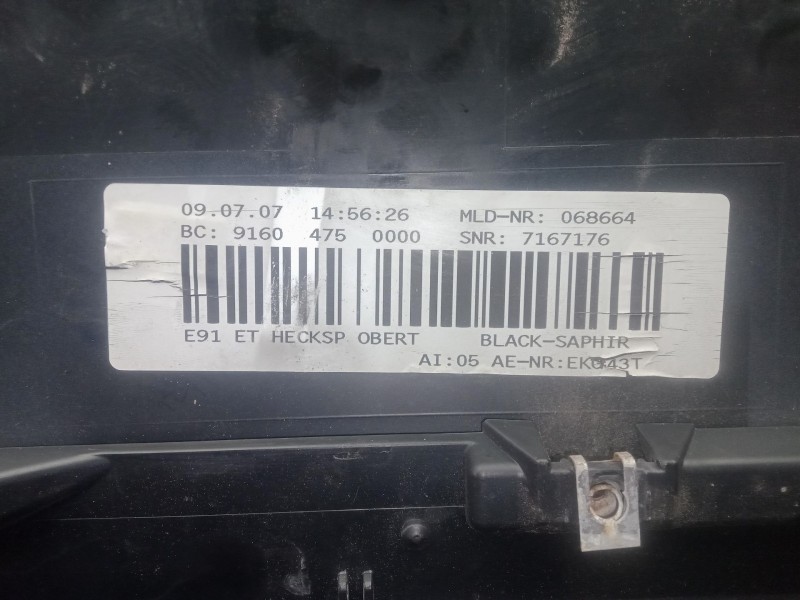 09.07.07 14:56:26 MLD-NR: 068664
BC: 9160 475 0000 SNR: 7167176
E91 ET HECKSP OBERT BLACK-SAPHIR
AI:05 AE-NR: